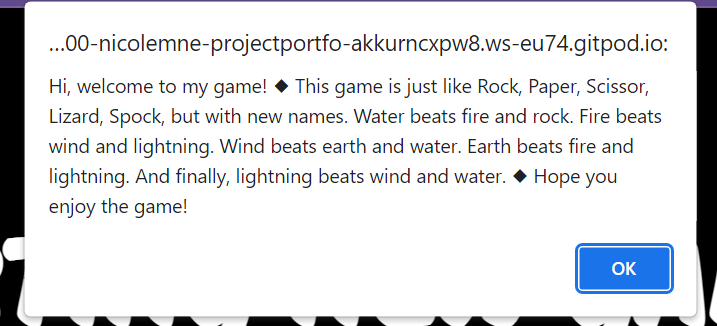 ...00-nicolemne-projectportfo-akkurncxpw8.ws-eu74.gitpod.io:
Hi, welcome to my game! ◆ This game is just like Rock, Paper, Scissor,
Lizard, Spock, but with new names. Water beats fire and rock. Fire beats
wind and lightning. Wind beats earth and water. Earth beats fire and
lightning. And finally, lightning beats wind and water. ◆ Hope you
enjoy the game!
OK